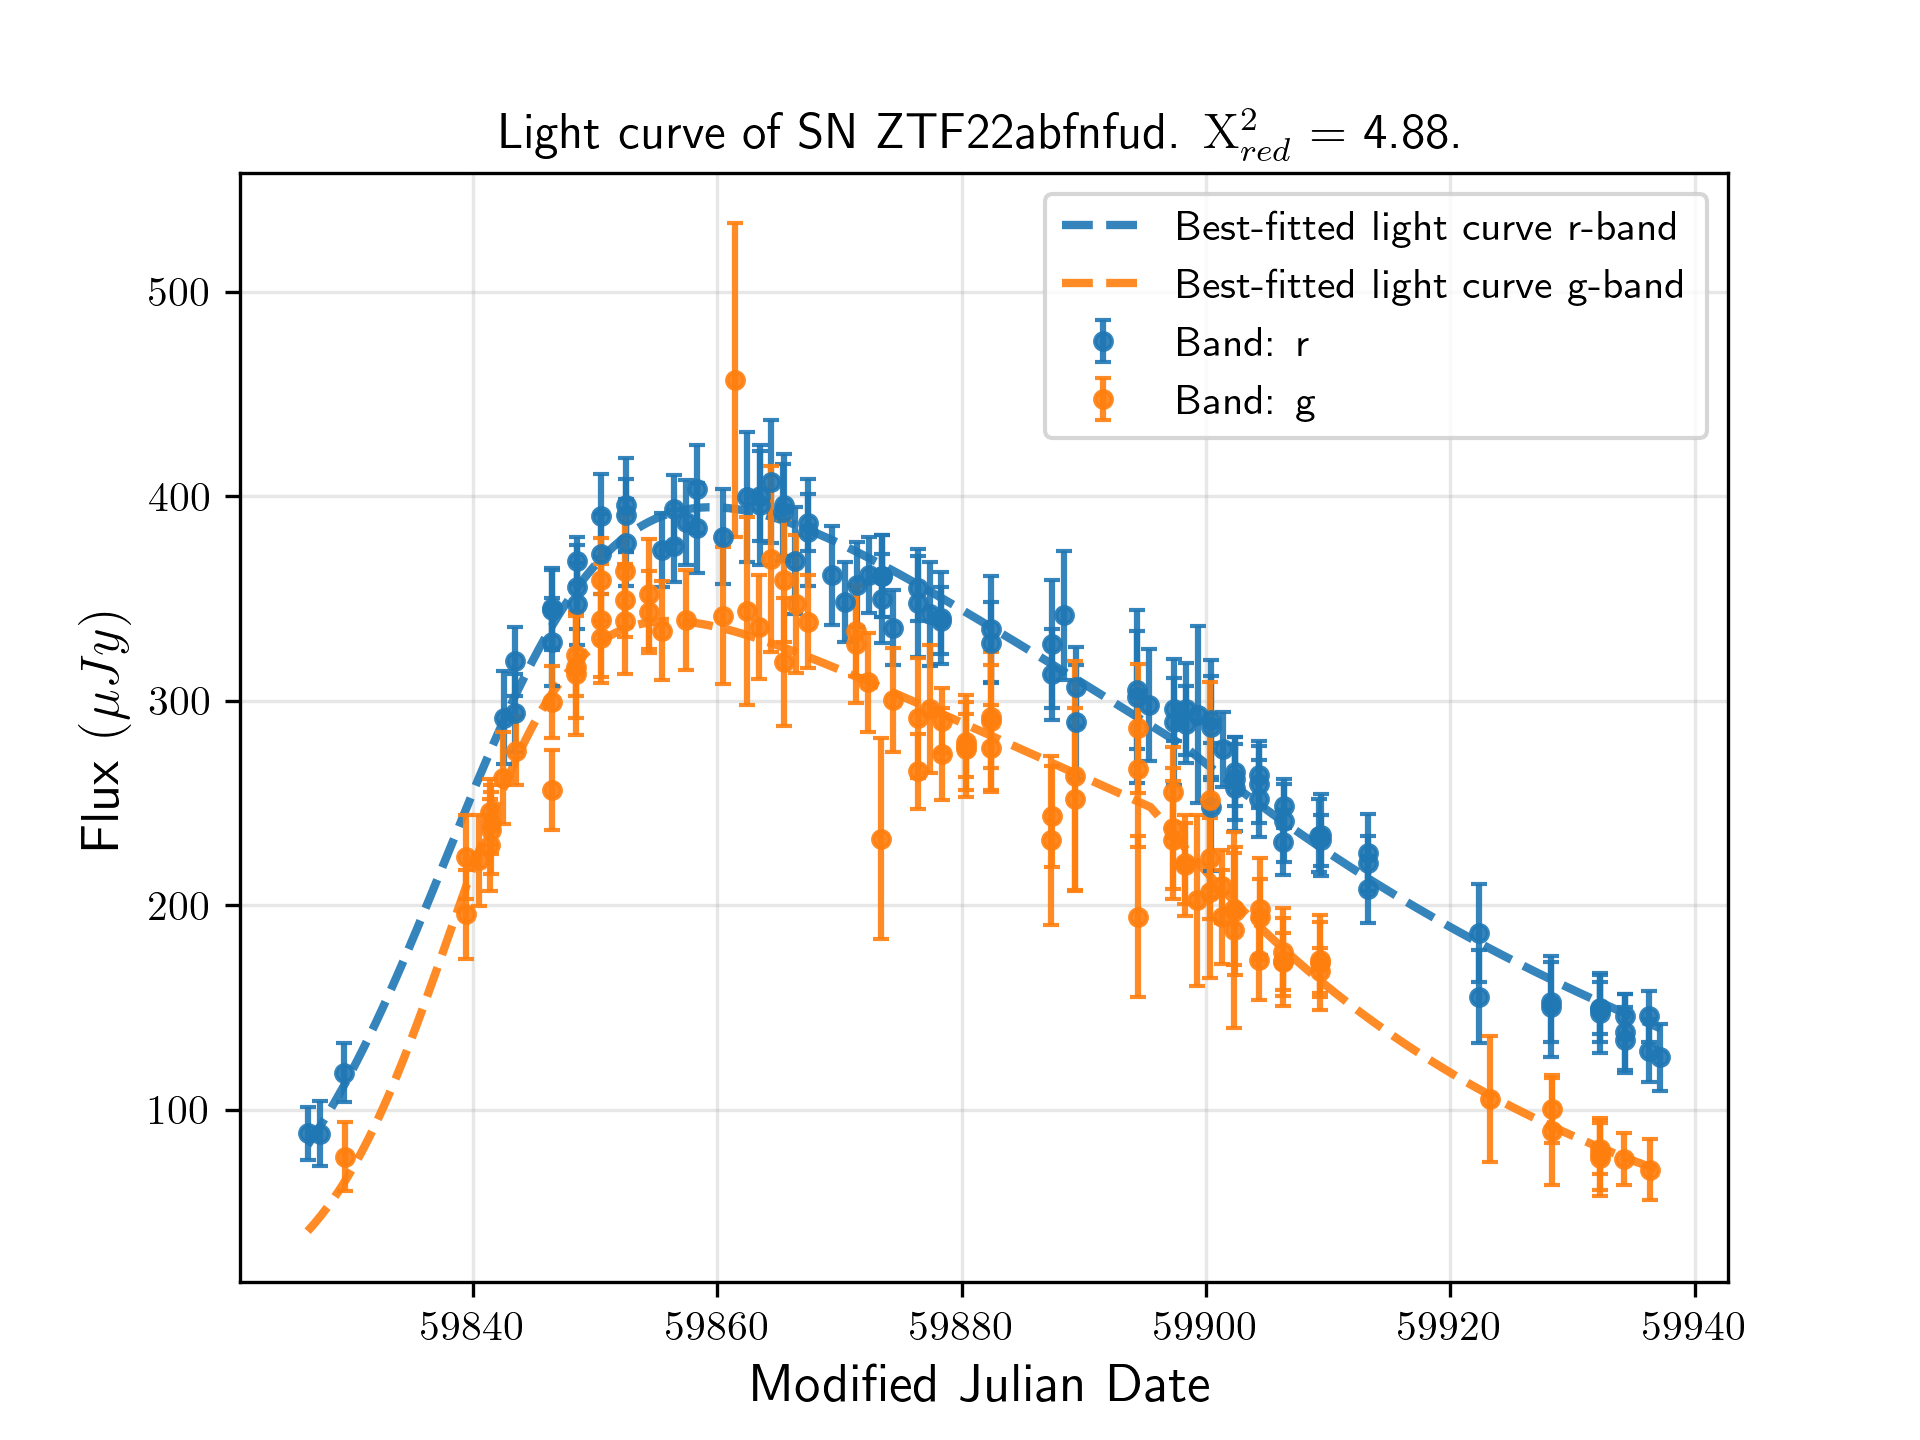 Light curve of SN ZTF22abfnfud. X²_red = 4.88.
Best-fitted light curve r-band
Best-fitted light curve g-band
Band: r
Band: g
Flux (μJy)
500
400
300
200
100
59840 59860 59880 59900 59920 59940
Modified Julian Date